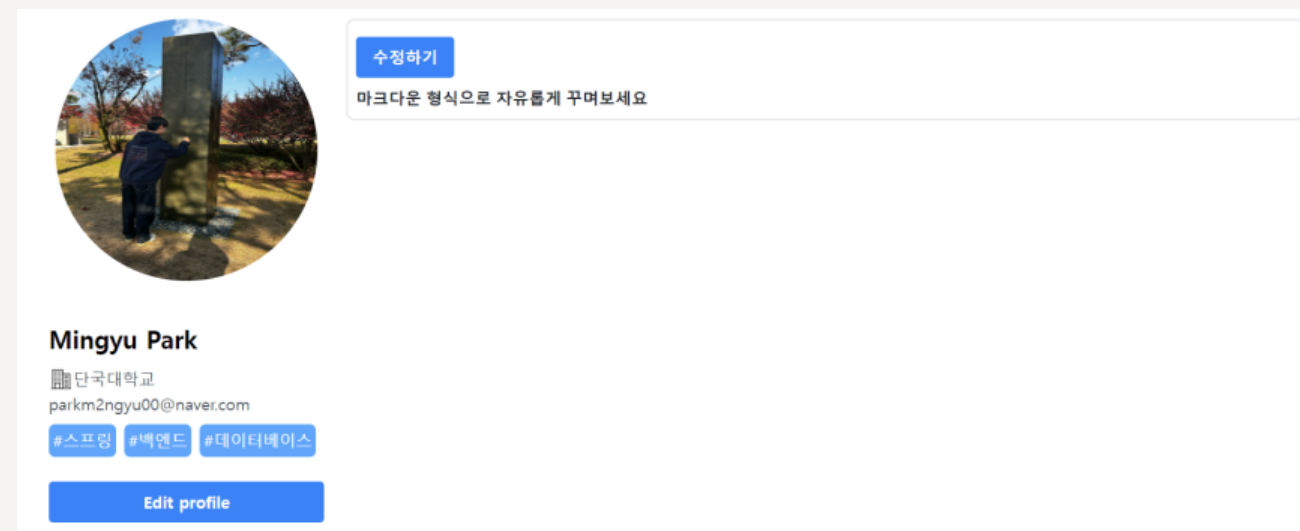 수정하기
마크다운 형식으로 자유롭게 꾸며보세요
Mingyu Park
단국대학교
parkm2ngyu00@naver.com
#스프링 #백엔드 #데이터베이스
Edit profile